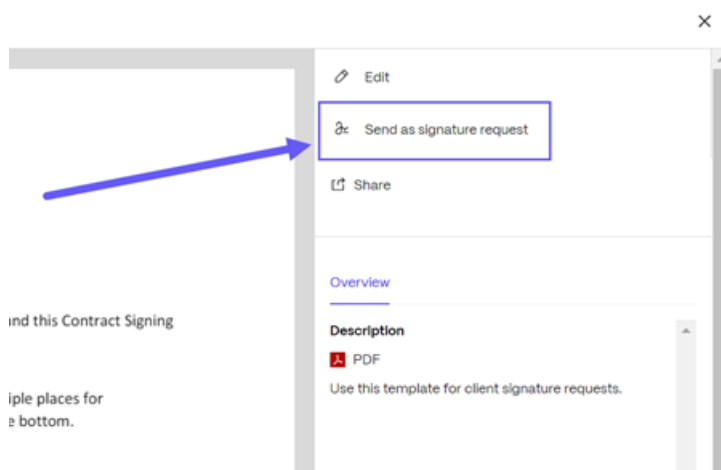 Edit
Send as signature request
Share
Overview
and this Contract Signing
Description
PDF
iple places for
Use this template for client signature requests.
e bottom.